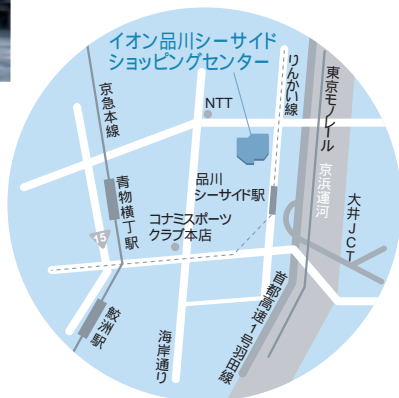 イオン品川シーサイド
ショッピングセンター
京急本線
NTT
りんかい線
東京モノレール
京浜運河
品川
シーサイド駅
青物横丁駅
大井JCT
コナミスポーツ
クラブ本店
15
首都高速1号羽田線
鮫洲駅
海岸通り